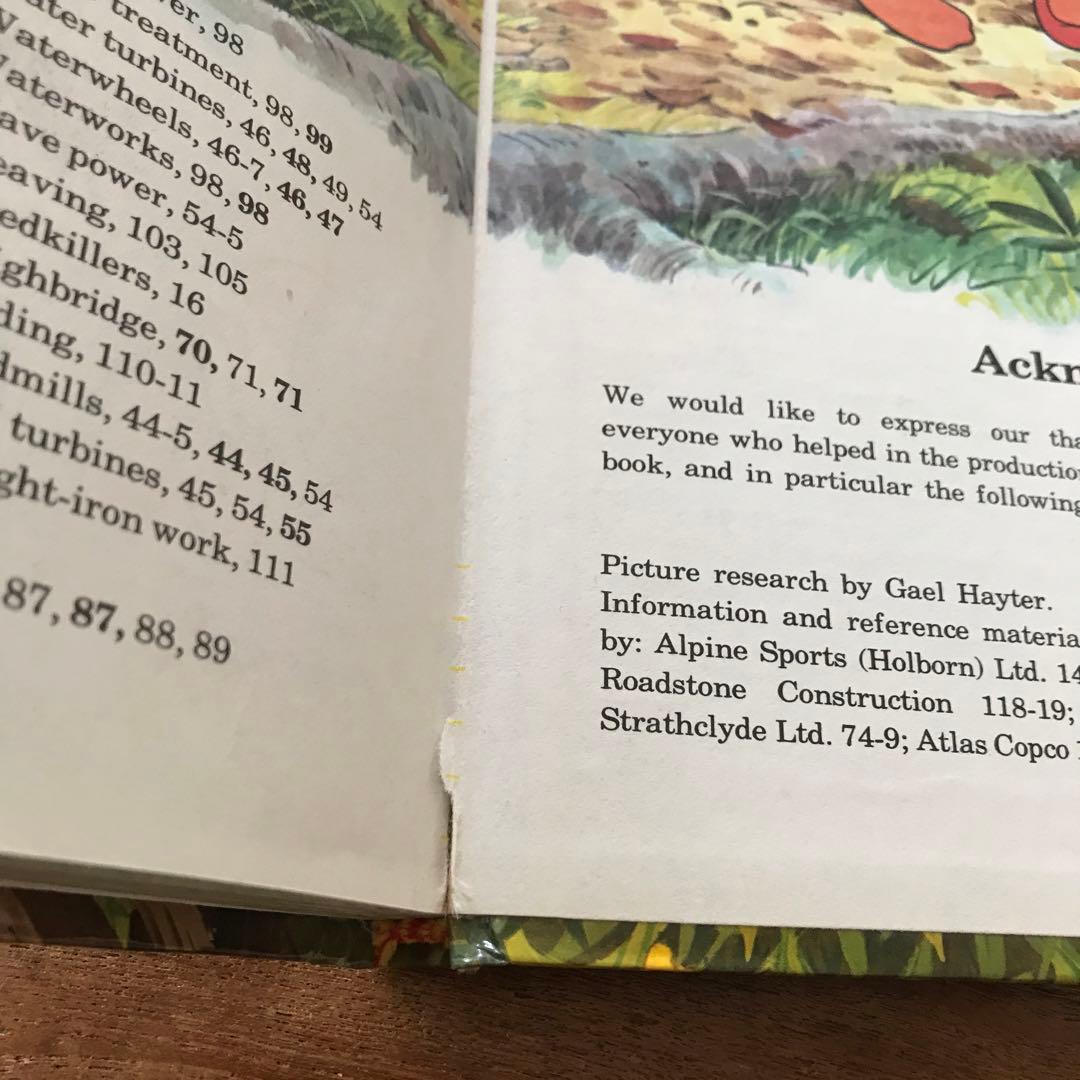 er, 98
treatment, 98, 99
ater turbines, 46, 48, 49, 54
Waterwheels, 46-7, 46, 47
aterworks, 98, 98
ave power, 54-5
eaving, 103, 105
edkillers, 16
ighbridge, 70, 71, 71
ding, 110-11
dmills, 44-5, 44, 45, 54
turbines, 45, 54, 55
ght-iron work, 111
87, 87, 88, 89
Ackn
We would like to express our tha
everyone who helped in the productio
book, and in particular the following
Picture research by Gael Hayter.
Information and reference materia
by: Alpine Sports (Holborn) Ltd. 14
Roadstone Construction 118-19;
Strathclyde Ltd. 74-9; Atlas Copco 1